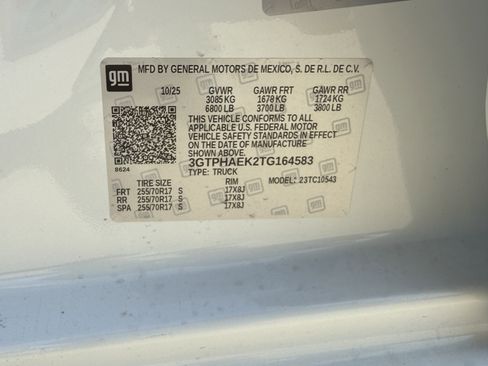 gm
MFD BY GENERAL MOTORS DE MEXICO, S. DE R.L. DE C.V.
10/25 GVWR GAWR FRT GAWR RR
3085 KG 1678 KG 1724 KG
6800 LB 3700 LB 3800 LB
THIS VEHICLE CONFORMS TO ALL
APPLICABLE U.S. FEDERAL MOTOR
VEHICLE SAFETY STANDARDS IN EFFECT
ON THE DATE OF MANUFACTURE
SHOWN ABOVE.
3GTPHAEK2TG164583
8624 TYPE: TRUCK MODEL: 23TC10543
TIRE SIZE RIM
FRT 255/70R17 S 17X8J
RR 255/70R17 S 17X8J
SPA 255/70R17 S 17X8J